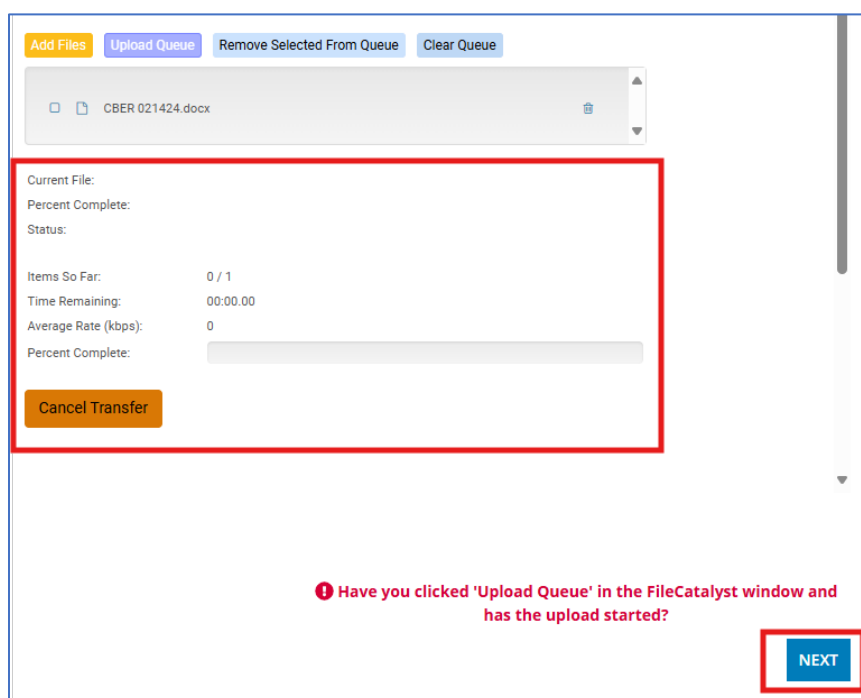 Add Files Upload Queue Remove Selected From Queue Clear Queue
CBER 021424.docx
Current File:
Percent Complete:
Status:
Items So Far: 0 / 1
Time Remaining: 00:00.00
Average Rate (kbps): 0
Percent Complete:
Cancel Transfer
Have you clicked 'Upload Queue' in the FileCatalyst window and
has the upload started?
NEXT